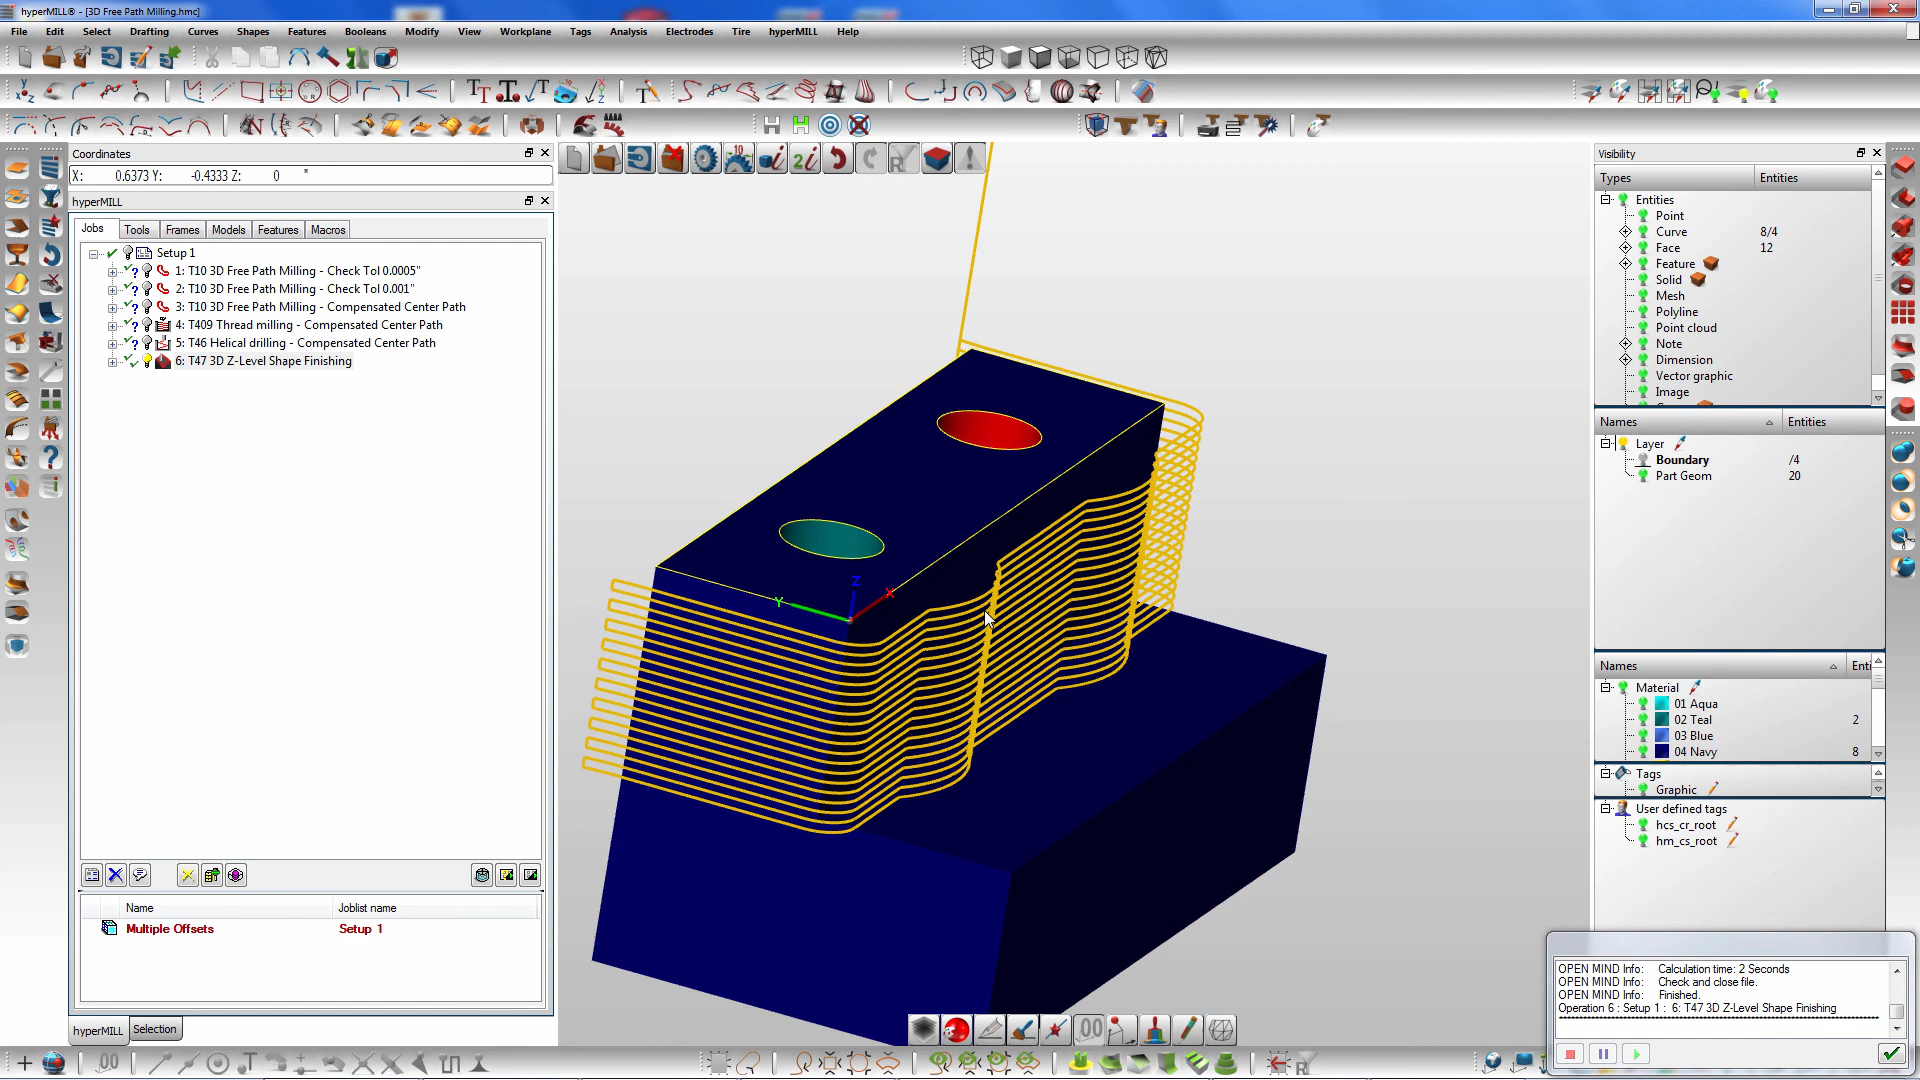 hyperMILL® - [3D Free Path Milling.hmc]
File Edit Select Drafting Curves Shapes Features Booleans Modify View Workplane Tags Analysis Electrodes Tire hyperMILL Help
Coordinates
X: 0.6373 Y: -0.4333 Z: 0 "
hyperMILL
Jobs Tools Frames Models Features Macros
Setup 1
1: T10 3D Free Path Milling - Check Tol 0.0005"
2: T10 3D Free Path Milling - Check Tol 0.001"
3: T10 3D Free Path Milling - Compensated Center Path
4: T409 Thread milling - Compensated Center Path
5: T46 Helical drilling - Compensated Center Path
6: T47 3D Z-Level Shape Finishing
Name Joblist name
Multiple Offsets Setup 1
hyperMILL Selection
Z
Y
X
Visibility
Types Entities
Entities
Point
Curve 8/4
Face 12
Feature
Solid
Mesh
Polyline
Point cloud
Note
Dimension
Vector graphic
Image
Names Entities
Layer
Boundary /4
Part Geom 20
Names Enti
Material
01 Aqua
02 Teal 2
03 Blue
04 Navy 8
Tags
Graphic
User defined tags
hcs_cr_root
hm_cs_root
OPEN MIND Info: Calculation time: 2 Seconds
OPEN MIND Info: Check and close file.
OPEN MIND Info: Finished.
Operation 6 : Setup 1 : 6: T47 3D Z-Level Shape Finishing